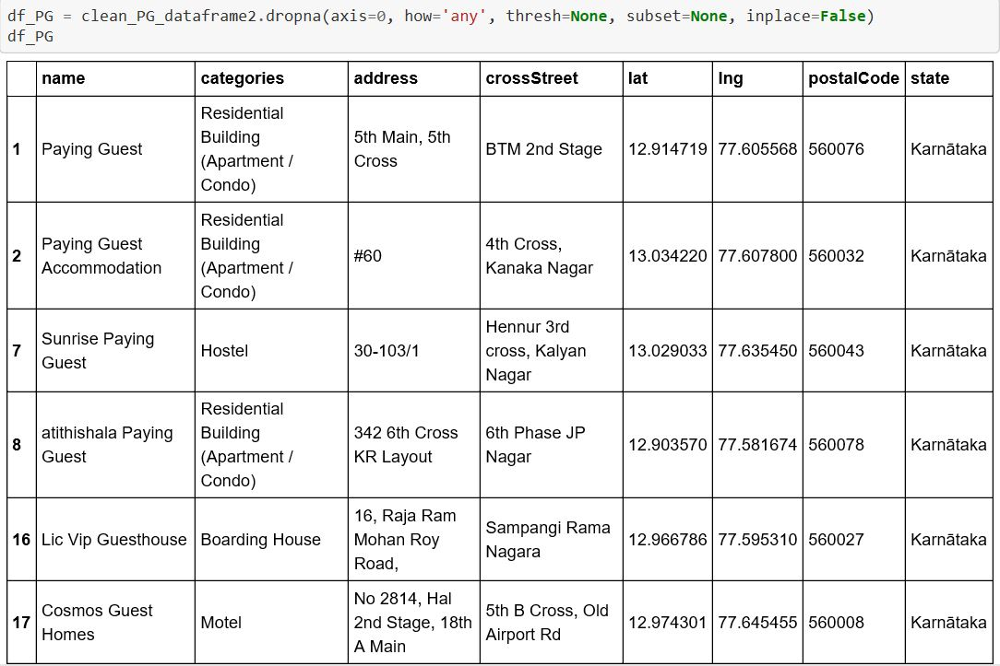 df_PG = clean_PG_dataframe2.dropna(axis=0, how='any', thresh=None, subset=None, inplace=False)
df_PG
name categories address crossStreet lat lng postalCode state
1 Paying Guest Residential Building (Apartment / Condo) 5th Main, 5th Cross BTM 2nd Stage 12.914719 77.605568 560076 Karnātaka
2 Paying Guest Accommodation Residential Building (Apartment / Condo) #60 4th Cross, Kanaka Nagar 13.034220 77.607800 560032 Karnātaka
7 Sunrise Paying Guest Hostel 30-103/1 Hennur 3rd cross, Kalyan Nagar 13.029033 77.635450 560043 Karnātaka
8 atithishala Paying Guest Residential Building (Apartment / Condo) 342 6th Cross KR Layout 6th Phase JP Nagar 12.903570 77.581674 560078 Karnātaka
16 Lic Vip Guesthouse Boarding House 16, Raja Ram Mohan Roy Road, Sampangi Rama Nagara 12.966786 77.595310 560027 Karnātaka
17 Cosmos Guest Homes Motel No 2814, Hal 2nd Stage, 18th A Main 5th B Cross, Old Airport Rd 12.974301 77.645455 560008 Karnātaka